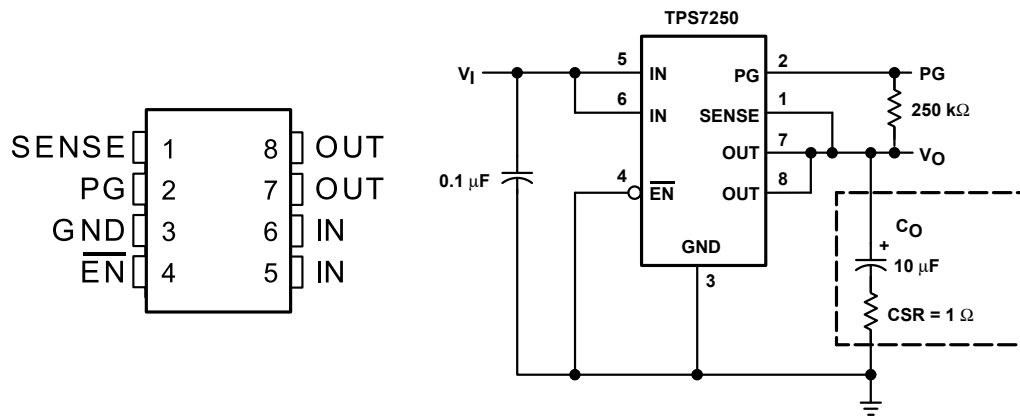 SENSE 1 8 OUT
PG 2 7 OUT
GND 3 6 IN
EN 4 5 IN
TPS7250
VI 5 IN PG 2 PG
6 IN SENSE 1 250 kΩ
OUT 7 VO
0.1 μF 4 EN OUT 8
GND
3
CO
+
10 μF
CSR = 1 Ω